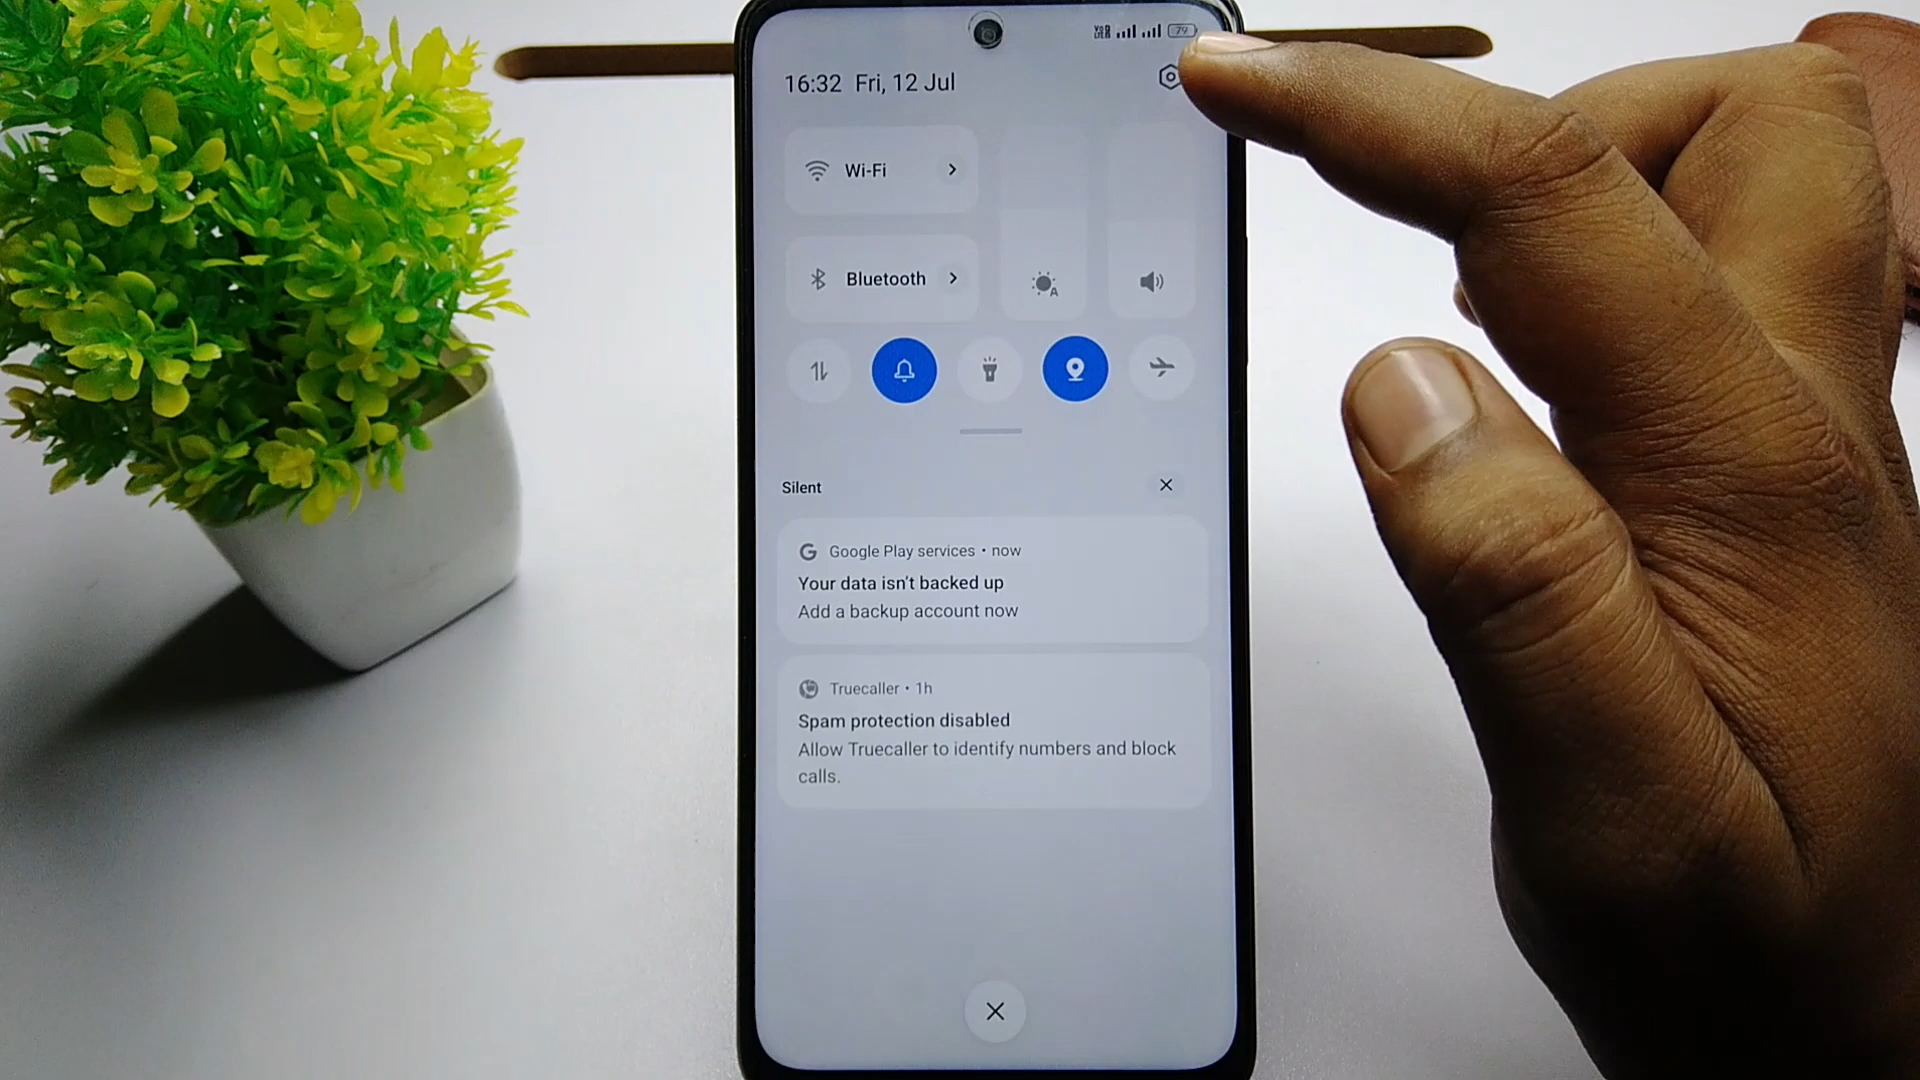 79
16:32 Fri, 12 Jul
Wi-Fi
Bluetooth
A
Silent
Google Play services • now
Your data isn't backed up
Add a backup account now
Truecaller • 1h
Spam protection disabled
Allow Truecaller to identify numbers and block
calls.